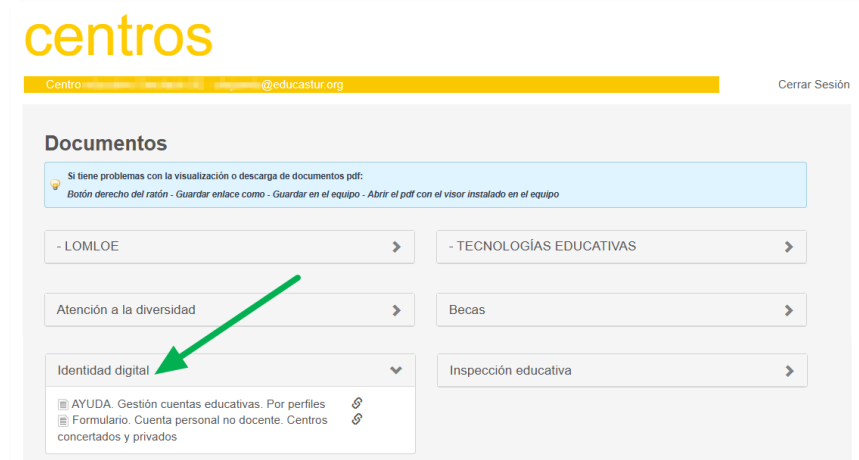 centros
Centro @educastur.org
Cerrar Sesión
Documentos
Si tiene problemas con la visualización o descarga de documentos pdf:
Botón derecho del ratón - Guardar enlace como - Guardar en el equipo - Abrir el pdf con el visor instalado en el equipo
- LOMLOE
- TECNOLOGÍAS EDUCATIVAS
Atención a la diversidad
Becas
Identidad digital
Inspección educativa
AYUDA. Gestión cuentas educativas. Por perfiles
Formulario. Cuenta personal no docente. Centros
concertados y privados